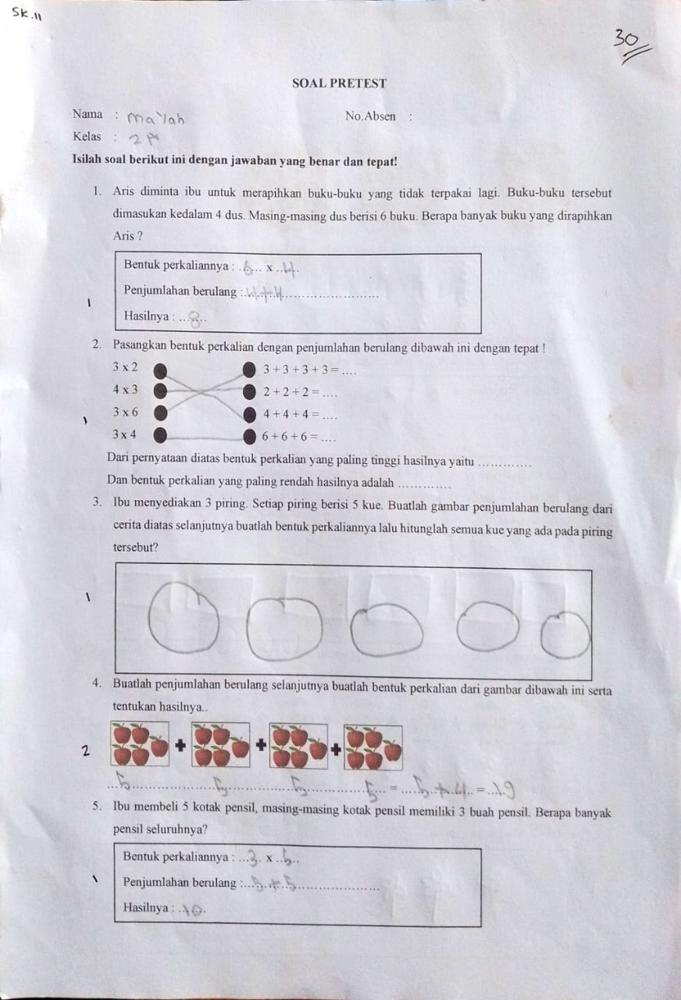 SK.11
30
SOAL PRETEST
Nama : Ma'lah No.Absen :
Kelas : 2A
Isilah soal berikut ini dengan jawaban yang benar dan tepat!
1. Aris diminta ibu untuk merapihkan buku-buku yang tidak terpakai lagi. Buku-buku tersebut
dimasukan kedalam 4 dus. Masing-masing dus berisi 6 buku. Berapa banyak buku yang dirapihkan
Aris ?
Bentuk perkaliannya : ..6... x ..4..
1 Penjumlahan berulang :..4.+.4........................
Hasilnya : ...8...
2. Pasangkan bentuk perkalian dengan penjumlahan berulang dibawah ini dengan tepat !
3 x 2 3 + 3 + 3 + 3 = ....
4 x 3 2 + 2 + 2 = ....
1 3 x 6 4 + 4 + 4 = ....
3 x 4 6 + 6 + 6 = ....
Dari pernyataan diatas bentuk perkalian yang paling tinggi hasilnya yaitu .............
Dan bentuk perkalian yang paling rendah hasilnya adalah .............
3. Ibu menyediakan 3 piring. Setiap piring berisi 5 kue. Buatlah gambar penjumlahan berulang dari
cerita diatas selanjutnya buatlah bentuk perkaliannya lalu hitunglah semua kue yang ada pada piring
tersebut?
1
4. Buatlah penjumlahan berulang selanjutnya buatlah bentuk perkalian dari gambar dibawah ini serta
tentukan hasilnya..
2 + + +
...5......................5....................5....................5... = ....5..+..4.. = ...19
5. Ibu membeli 5 kotak pensil, masing-masing kotak pensil memiliki 3 buah pensil. Berapa banyak
pensil seluruhnya?
Bentuk perkaliannya : ...3.. x ..5..
1 Penjumlahan berulang :...5..+..5......................
Hasilnya : ..10.